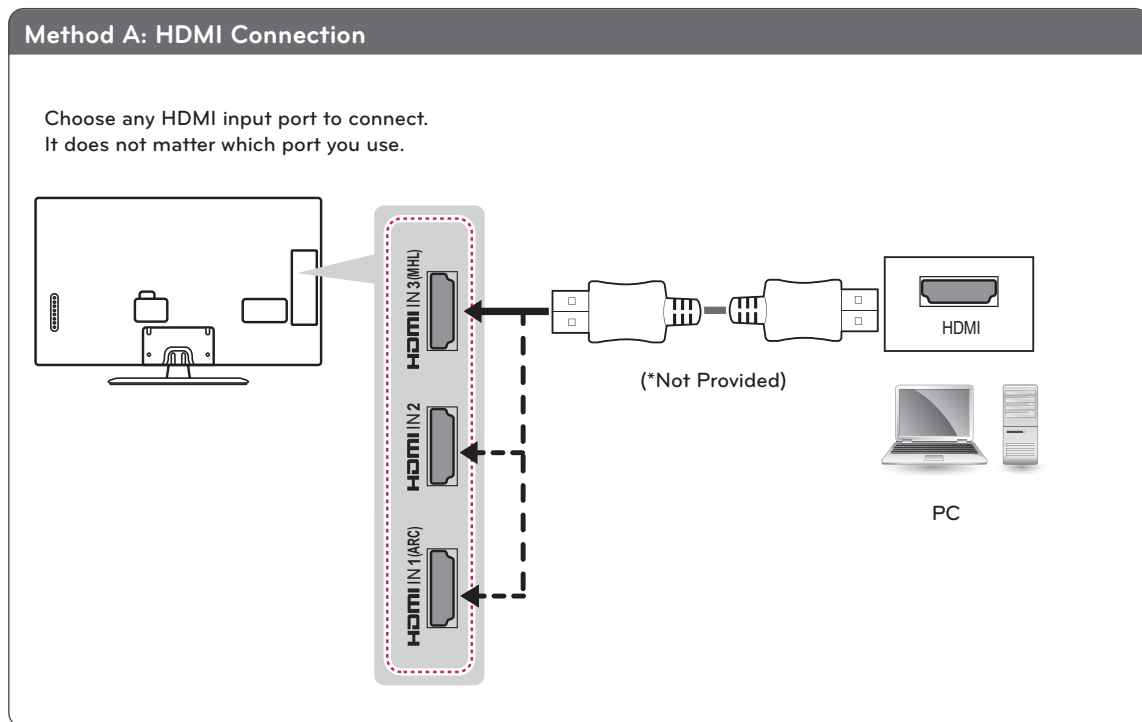 Method A: HDMI Connection
Choose any HDMI input port to connect.
It does not matter which port you use.
HDMI IN 3(MHL)
HDMI IN 2
HDMI IN 1(ARC)
(*Not Provided)
HDMI
PC